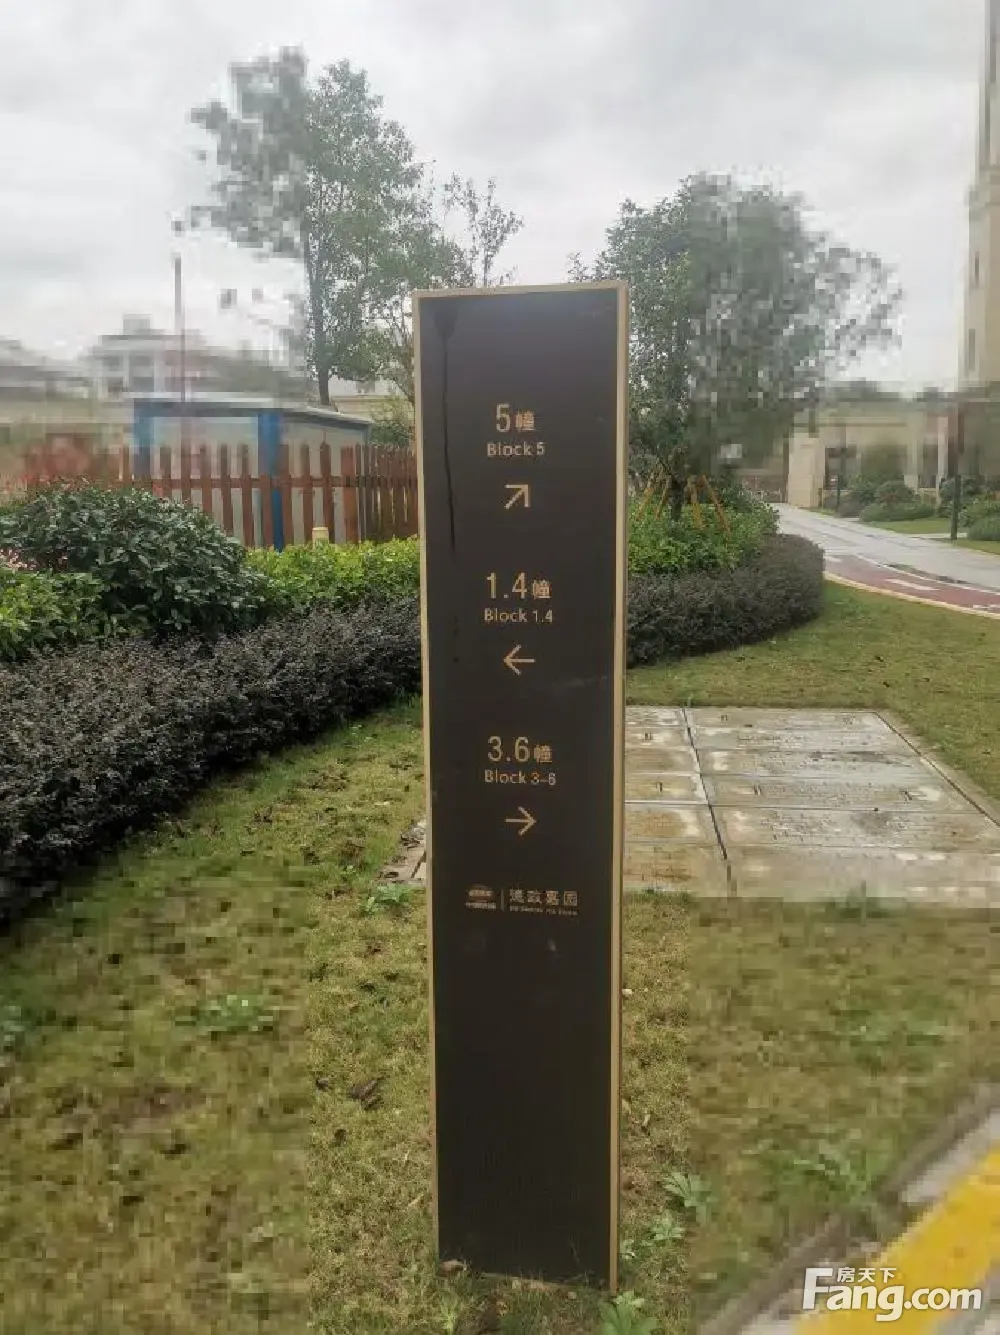 5幢
Block 5
↗
1.4幢
Block 1.4
←
3.6幢
Block 3-6
→
德政嘉园
房天下
Fang.com